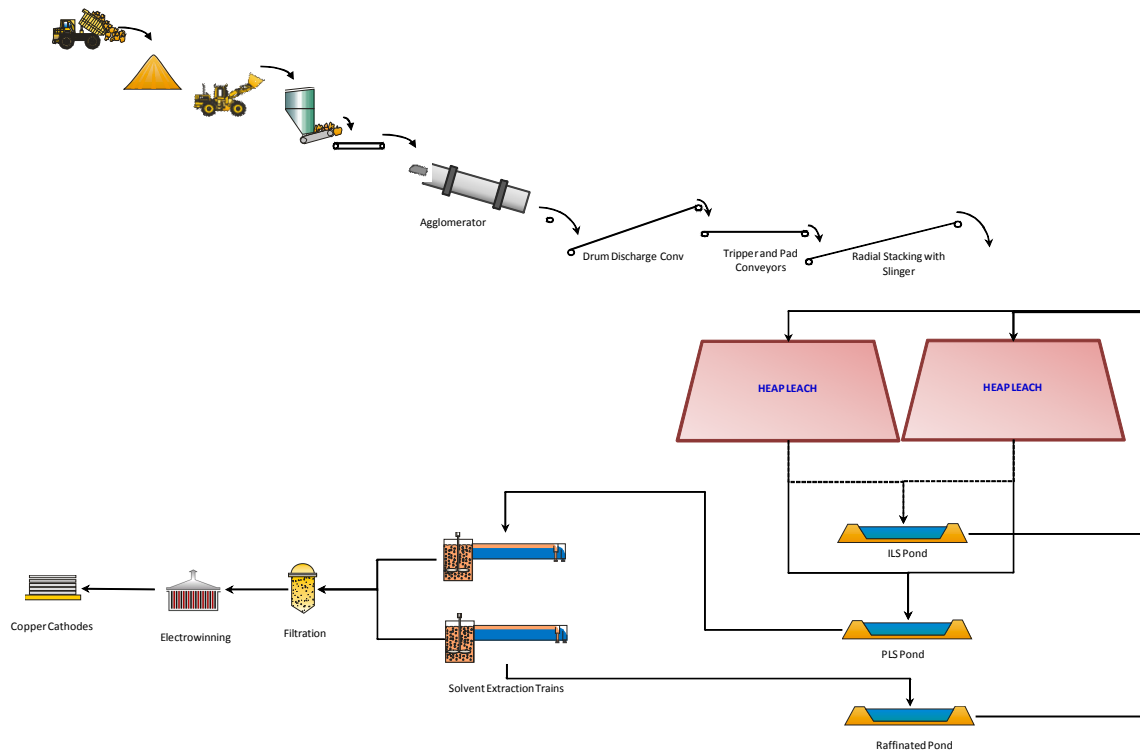 Agglomerator
Drum Discharge Conv
Tripper and Pad
Conveyors
Radial Stacking with
Slinger
HEAP LEACH
HEAP LEACH
ILS Pond
Copper Cathodes
Electrowinning
Filtration
Solvent Extraction Trains
PLS Pond
Raffinated Pond